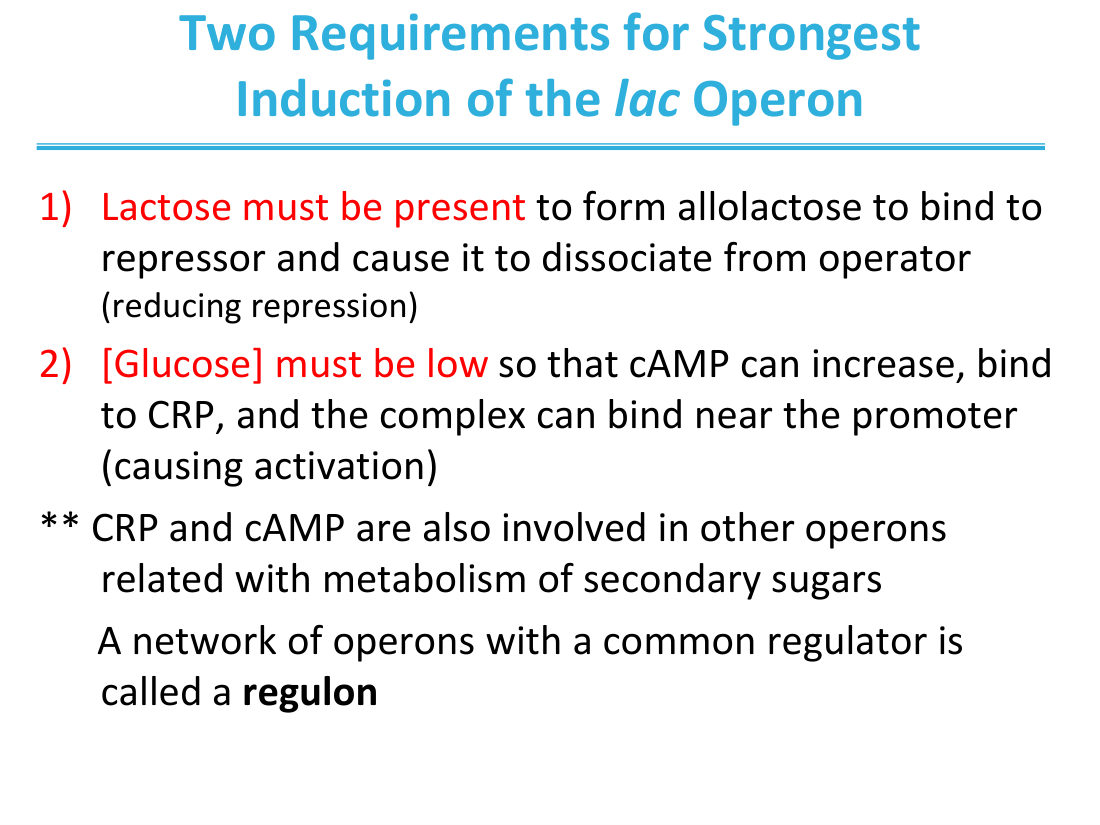 Two Requirements for Strongest
Induction of the lac Operon
1) Lactose must be present to form allolactose to bind to
repressor and cause it to dissociate from operator
(reducing repression)
2) [Glucose] must be low so that cAMP can increase, bind
to CRP, and the complex can bind near the promoter
(causing activation)
** CRP and cAMP are also involved in other operons
related with metabolism of secondary sugars
A network of operons with a common regulator is
called a regulon